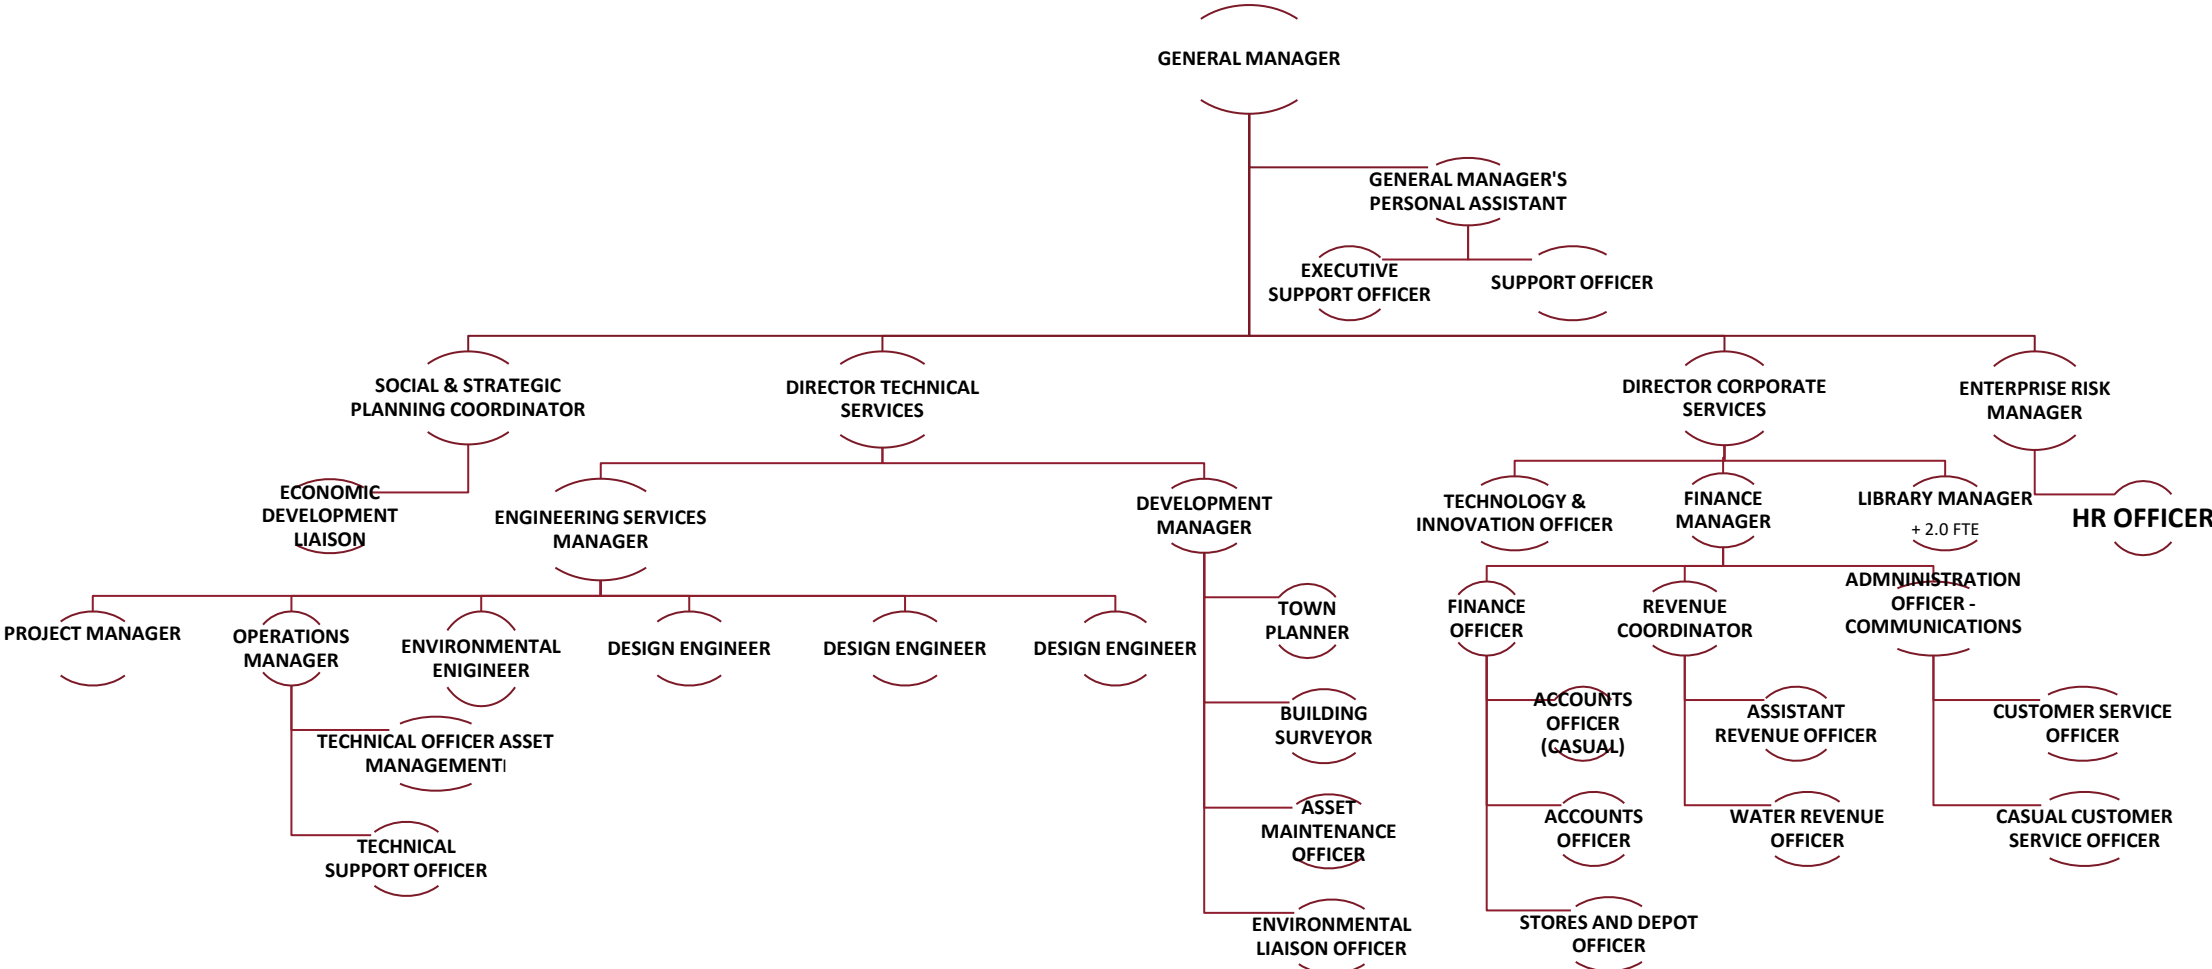 GENERAL MANAGER
GENERAL MANAGER'S
PERSONAL ASSISTANT
EXECUTIVE
SUPPORT OFFICER
SUPPORT OFFICER
SOCIAL & STRATEGIC
PLANNING COORDINATOR
DIRECTOR TECHNICAL
SERVICES
DIRECTOR CORPORATE
SERVICES
ENTERPRISE RISK
MANAGER
ECONOMIC
DEVELOPMENT
LIAISON
ENGINEERING SERVICES
MANAGER
DEVELOPMENT
MANAGER
TECHNOLOGY &
INNOVATION OFFICER
FINANCE
MANAGER
LIBRARY MANAGER
+ 2.0 FTE
HR OFFICER
PROJECT MANAGER
OPERATIONS
MANAGER
ENVIRONMENTAL
ENIGINEER
DESIGN ENGINEER
DESIGN ENGINEER
DESIGN ENGINEER
TOWN
PLANNER
FINANCE
OFFICER
REVENUE
COORDINATOR
ADMNINISTRATION
OFFICER -
COMMUNICATIONS
TECHNICAL OFFICER ASSET
MANAGEMENT
TECHNICAL
SUPPORT OFFICER
BUILDING
SURVEYOR
ASSET
MAINTENANCE
OFFICER
ENVIRONMENTAL
LIAISON OFFICER
ACCOUNTS
OFFICER
(CASUAL)
ACCOUNTS
OFFICER
STORES AND DEPOT
OFFICER
ASSISTANT
REVENUE OFFICER
WATER REVENUE
OFFICER
CUSTOMER SERVICE
OFFICER
CASUAL CUSTOMER
SERVICE OFFICER